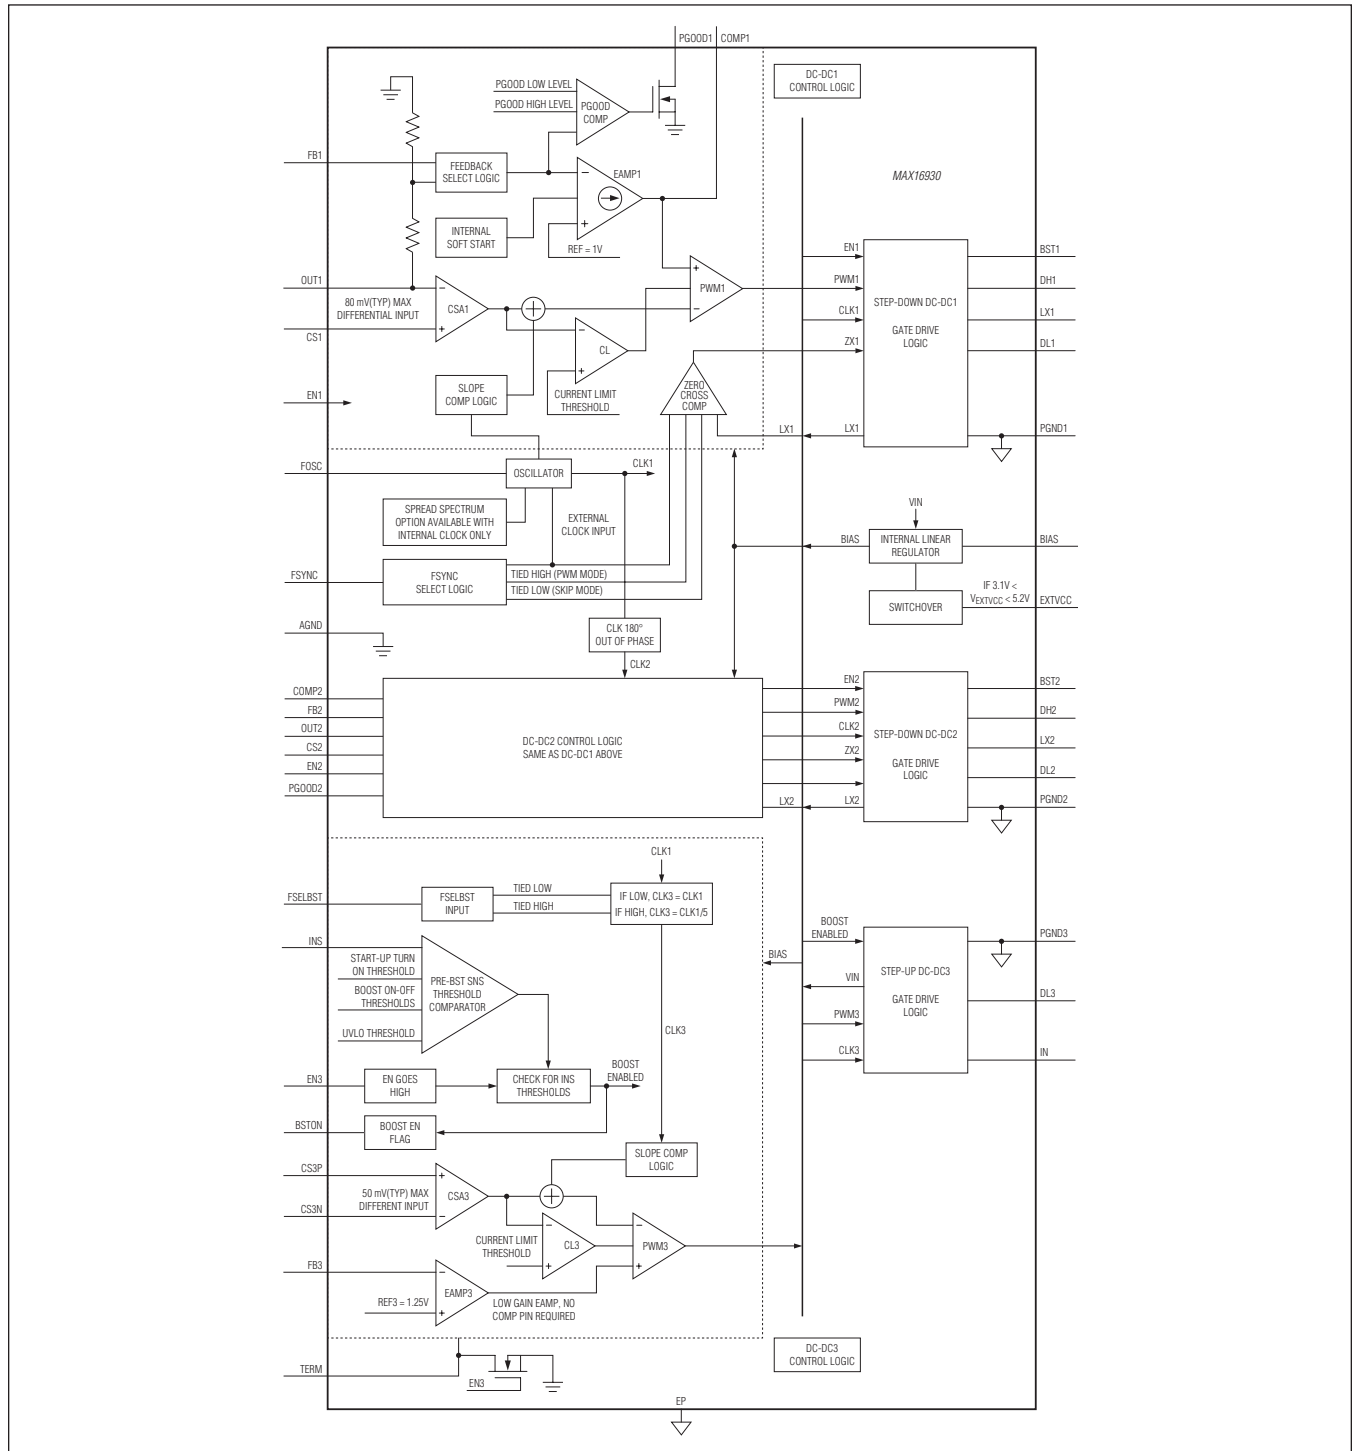 PGOOD1
COMP1
PGOOD LOW LEVEL
PGOOD HIGH LEVEL
PGOOD
COMP
DC-DC1
CONTROL LOGIC
FB1
FEEDBACK
SELECT LOGIC
EAMP1
−
+
INTERNAL
SOFT START
REF = 1V
MAX16930
OUT1
80 mV(TYP) MAX
DIFFERENTIAL INPUT
CS1
−
+
CSA1
+
PWM1
−
−
CL
+
CURRENT LIMIT
THRESHOLD
SLOPE
COMP LOGIC
EN1
ZERO
CROSS
COMP
LX1
EN1
PWM1
CLK1
ZX1
LX1
STEP-DOWN DC-DC1
GATE DRIVE
LOGIC
BST1
DH1
LX1
DL1
PGND1
FOSC
OSCILLATOR
CLK1
SPREAD SPECTRUM
OPTION AVAILABLE WITH
INTERNAL CLOCK ONLY
EXTERNAL
CLOCK INPUT
FSYNC
FSYNC
SELECT LOGIC
TIED HIGH (PWM MODE)
TIED LOW (SKIP MODE)
VIN
BIAS
INTERNAL LINEAR
REGULATOR
BIAS
SWITCHOVER
IF 3.1V <
VEXTVCC < 5.2V
EXTVCC
AGND
CLK 180°
OUT OF PHASE
CLK2
COMP2
FB2
OUT2
CS2
EN2
PGOOD2
DC-DC2 CONTROL LOGIC
SAME AS DC-DC1 ABOVE
LX2
EN2
PWM2
CLK2
ZX2
LX2
STEP-DOWN DC-DC2
GATE DRIVE
LOGIC
BST2
DH2
LX2
DL2
PGND2
CLK1
FSELBST
FSELBST
INPUT
TIED LOW
TIED HIGH
IF LOW, CLK3 = CLK1
IF HIGH, CLK3 = CLK1/5
INS
START-UP TURN
ON THRESHOLD
BOOST ON-OFF
THRESHOLDS
UVLO THRESHOLD
PRE-BST SNS
THRESHOLD
COMPARATOR
BIAS
BOOST
ENABLED
VIN
PWM3
CLK3
STEP-UP DC-DC3
GATE DRIVE
LOGIC
PGND3
DL3
IN
CLK3
EN3
EN GOES
HIGH
CHECK FOR INS
THRESHOLDS
BOOST
ENABLED
BSTON
BOOST EN
FLAG
SLOPE COMP
LOGIC
CS3P
50 mV(TYP) MAX
DIFFERENT INPUT
CS3N
+
CSA3
−
CURRENT LIMIT
THRESHOLD
−
CL3
+
−
PWM3
+
FB3
REF3 = 1.25V
−
EAMP3
+
LOW GAIN EAMP, NO
COMP PIN REQUIRED
DC-DC3
CONTROL LOGIC
TERM
EN3
EP